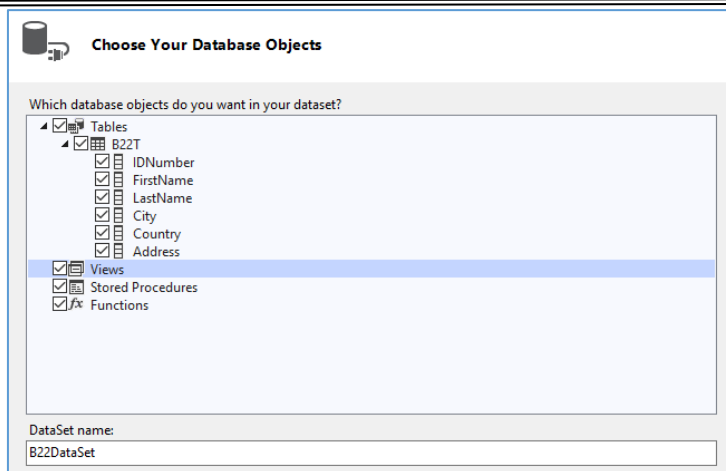 Choose Your Database Objects
Which database objects do you want in your dataset?
Tables
B22T
IDNumber
FirstName
LastName
City
Country
Address
Views
Stored Procedures
fx Functions
DataSet name:
B22DataSet